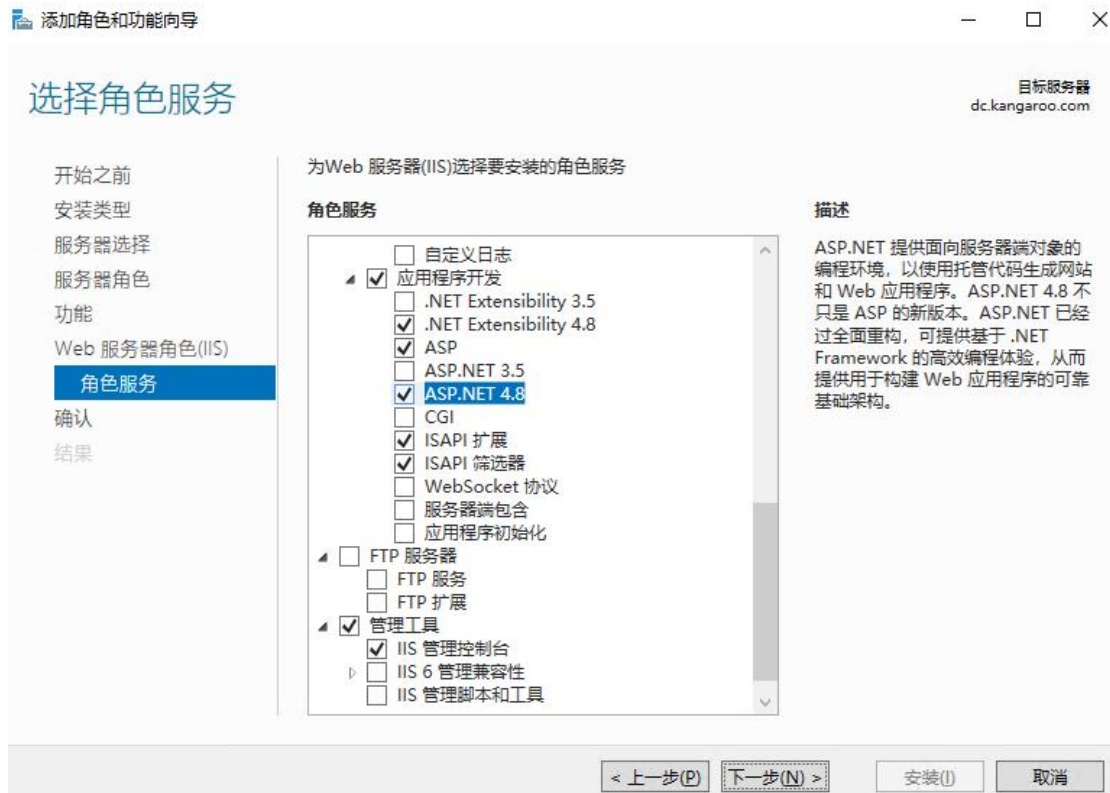 添加角色和功能向导
选择角色服务
目标服务器
dc.kangaroo.com
开始之前
安装类型
服务器选择
服务器角色
功能
Web 服务器角色(IIS)
角色服务
确认
结果
为Web 服务器(IIS)选择要安装的角色服务
角色服务
自定义日志
应用程序开发
.NET Extensibility 3.5
.NET Extensibility 4.8
ASP
ASP.NET 3.5
ASP.NET 4.8
CGI
ISAPI 扩展
ISAPI 筛选器
WebSocket 协议
服务器端包含
应用程序初始化
FTP 服务器
FTP 服务
FTP 扩展
管理工具
IIS 管理控制台
IIS 6 管理兼容性
IIS 管理脚本和工具
描述
ASP.NET 提供面向服务器端对象的
编程环境，以使用托管代码生成网站
和 Web 应用程序。ASP.NET 4.8 不
只是 ASP 的新版本。ASP.NET 已经
过全面重构，可提供基于 .NET
Framework 的高效编程体验，从而
提供用于构建 Web 应用程序的可靠
基础架构。
< 上一步(P)
下一步(N) >
安装(I)
取消